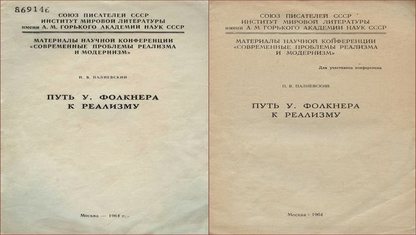 869146
СОЮЗ ПИСАТЕЛЕЙ СССР
ИНСТИТУТ МИРОВОЙ ЛИТЕРАТУРЫ
имени А. М. ГОРЬКОГО АКАДЕМИИ НАУК СССР
МАТЕРИАЛЫ НАУЧНОЙ КОНФЕРЕНЦИИ
«СОВРЕМЕННЫЕ ПРОБЛЕМЫ РЕАЛИЗМА
И МОДЕРНИЗМ»
П. В. ПАЛИЕВСКИЙ
ПУТЬ У. ФОЛКНЕРА
К РЕАЛИЗМУ
Москва — 1964 г.
СОЮЗ ПИСАТЕЛЕЙ СССР
ИНСТИТУТ МИРОВОЙ ЛИТЕРАТУРЫ
имени А. М. ГОРЬКОГО АКАДЕМИИ НАУК СССР
МАТЕРИАЛЫ НАУЧНОЙ КОНФЕРЕНЦИИ
«СОВРЕМЕННЫЕ ПРОБЛЕМЫ РЕАЛИЗМА
И МОДЕРНИЗМ»
Для участников конференции
П. В. ПАЛИЕВСКИЙ
ПУТЬ У. ФОЛКНЕРА
К РЕАЛИЗМУ
Москва - 1964